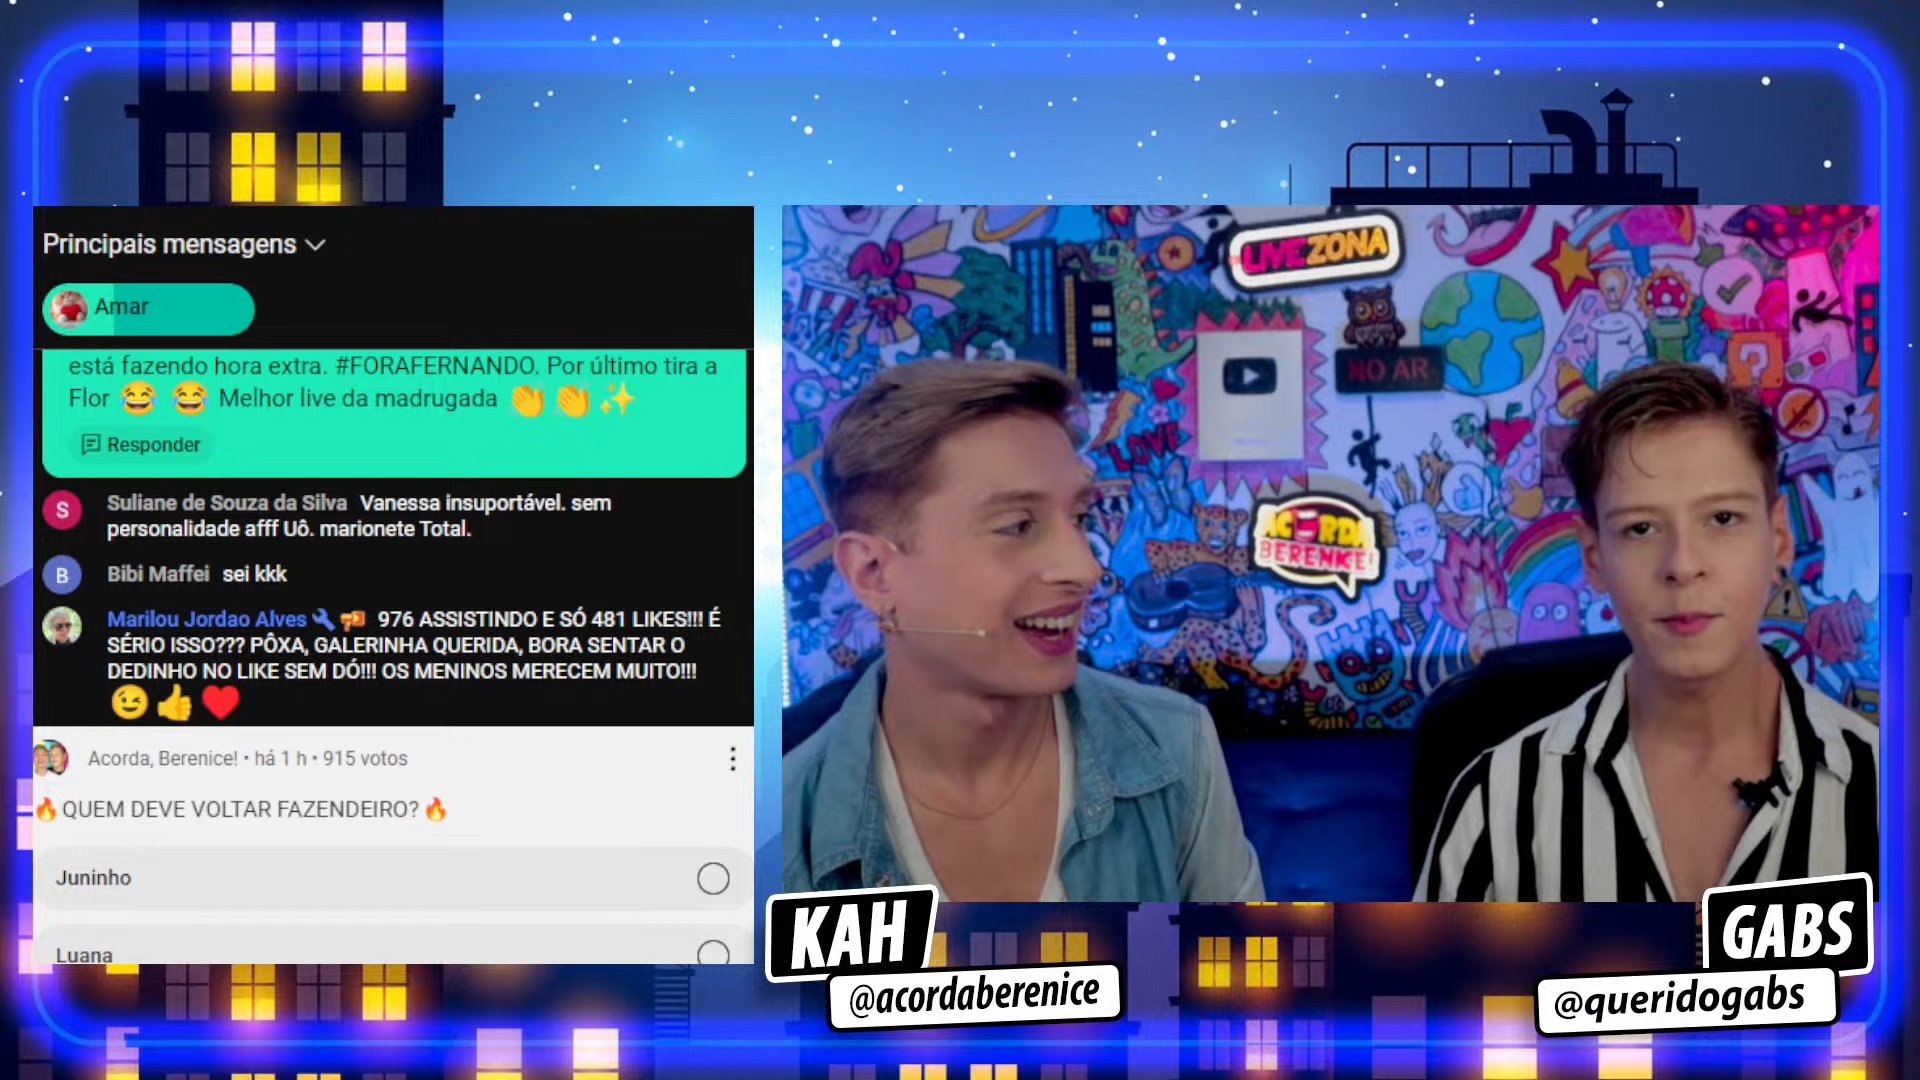 Principais mensagens
Amar
está fazendo hora extra. #FORAFERNANDO. Por último tira a
Flor 😂 😂 Melhor live da madrugada 👏 👏 ✨
Responder
S
Suliane de Souza da Silva Vanessa insuportável. sem
personalidade afff Uô. marionete Total.
B
Bibi Maffei sei kkk
Marilou Jordao Alves 976 ASSISTINDO E SÓ 481 LIKES!!! É
SÉRIO ISSO??? PÔXA, GALERINHA QUERIDA, BORA SENTAR O
DEDINHO NO LIKE SEM DÓ!!! OS MENINOS MERECEM MUITO!!!
😉👍❤️
Acorda, Berenice! • há 1 h • 915 votos
🔥 QUEM DEVE VOLTAR FAZENDEIRO? 🔥
Juninho
Luana
LIVEZONA
NO AR
LOVE
ACORDA
BERENICE!
KAH
@acordaberenice
GABS
@queridogabs